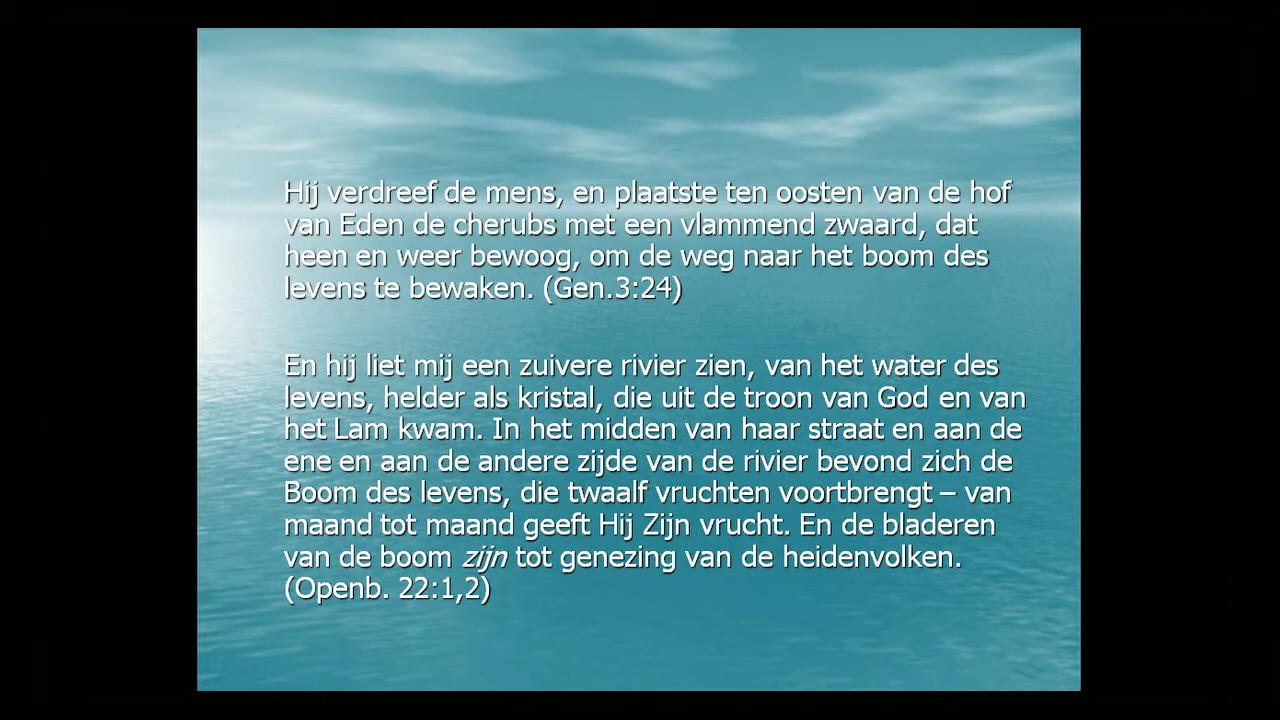 Hij verdreef de mens, en plaatste ten oosten van de hof
van Eden de cherubs met een vlammend zwaard, dat
heen en weer bewoog, om de weg naar het boom des
levens te bewaken. (Gen.3:24)
En hij liet mij een zuivere rivier zien, van het water des
levens, helder als kristal, die uit de troon van God en van
het Lam kwam. In het midden van haar straat en aan de
ene en aan de andere zijde van de rivier bevond zich de
Boom des levens, die twaalf vruchten voortbrengt – van
maand tot maand geeft Hij Zijn vrucht. En de bladeren
van de boom zijn tot genezing van de heidenvolken.
(Openb. 22:1,2)